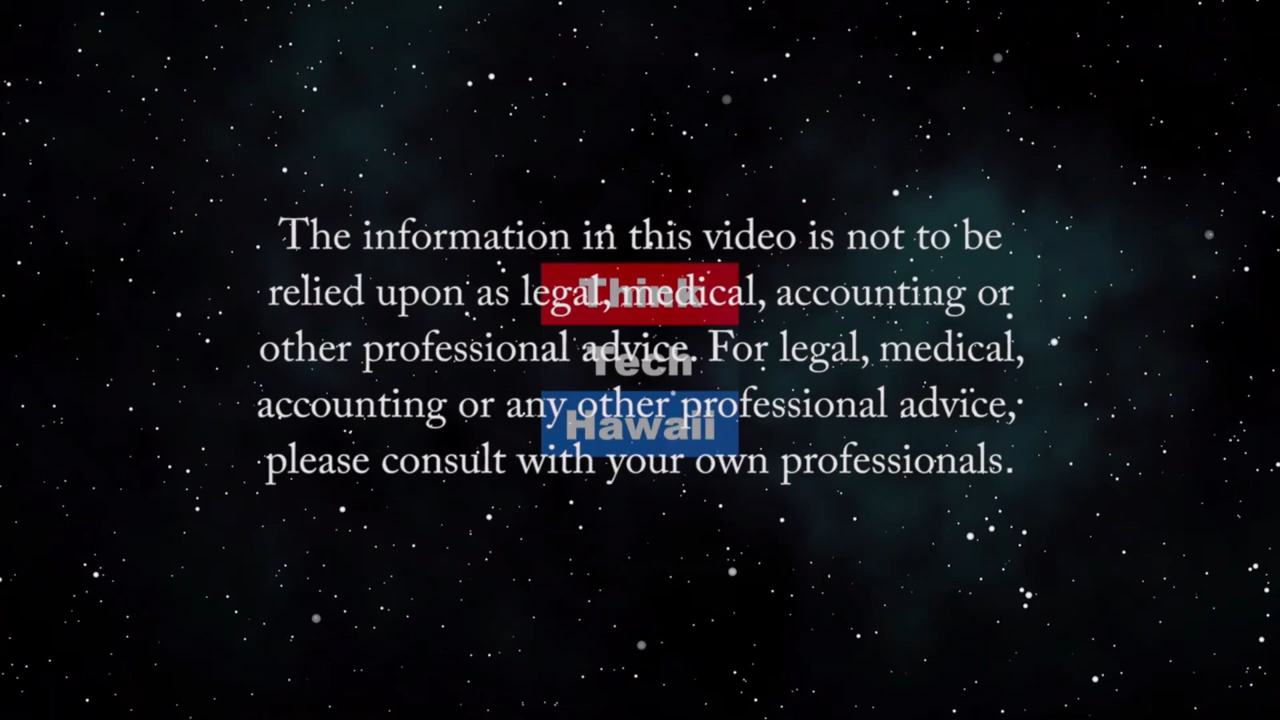 The information in this video is not to be
relied upon as legal, medical, accounting or
other professional advice. For legal, medical,
accounting or any other professional advice,
please consult with your own professionals.
Think
Tech
Hawaii